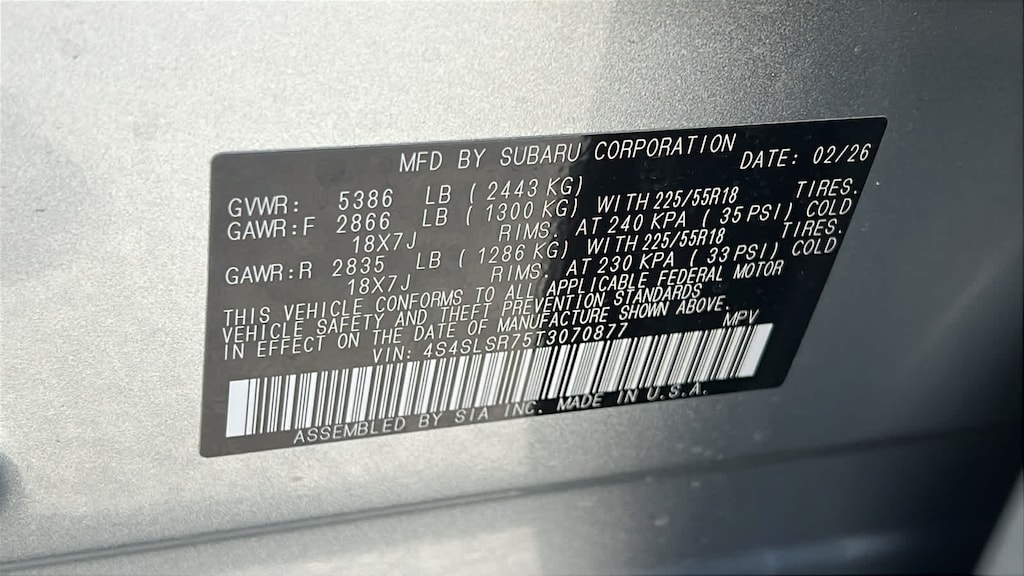 MFD BY SUBARU CORPORATION DATE: 02/26
GVWR: 5386 LB ( 2443 KG)
GAWR:F 2866 LB ( 1300 KG) WITH 225/55R18 TIRES.
18X7J RIMS. AT 240 KPA ( 35 PSI) COLD
GAWR:R 2835 LB ( 1286 KG) WITH 225/55R18 TIRES.
18X7J RIMS. AT 230 KPA ( 33 PSI) COLD
THIS VEHICLE CONFORMS TO ALL APPLICABLE FEDERAL MOTOR
VEHICLE SAFETY AND THEFT PREVENTION STANDARDS
IN EFFECT ON THE DATE OF MANUFACTURE SHOWN ABOVE.
VIN: 4S4SLSR75T3070877 MPV
ASSEMBLED BY SIA INC. MADE IN U.S.A.